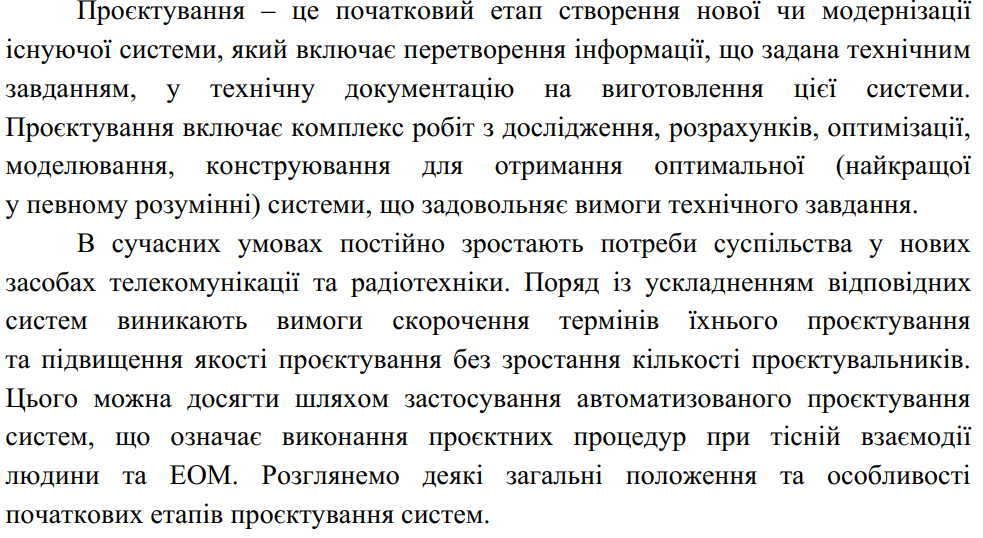 Проєктування – це початковий етап створення нової чи модернізації
існуючої системи, який включає перетворення інформації, що задана технічним
завданням, у технічну документацію на виготовлення цієї системи.
Проєктування включає комплекс робіт з дослідження, розрахунків, оптимізації,
моделювання, конструювання для отримання оптимальної (найкращої
у певному розумінні) системи, що задовольняє вимоги технічного завдання.
В сучасних умовах постійно зростають потреби суспільства у нових
засобах телекомунікації та радіотехніки. Поряд із ускладненням відповідних
систем виникають вимоги скорочення термінів їхнього проєктування
та підвищення якості проєктування без зростання кількості проєктувальників.
Цього можна досягти шляхом застосування автоматизованого проєктування
систем, що означає виконання проєктних процедур при тісній взаємодії
людини та ЕОМ. Розглянемо деякі загальні положення та особливості
початкових етапів проєктування систем.